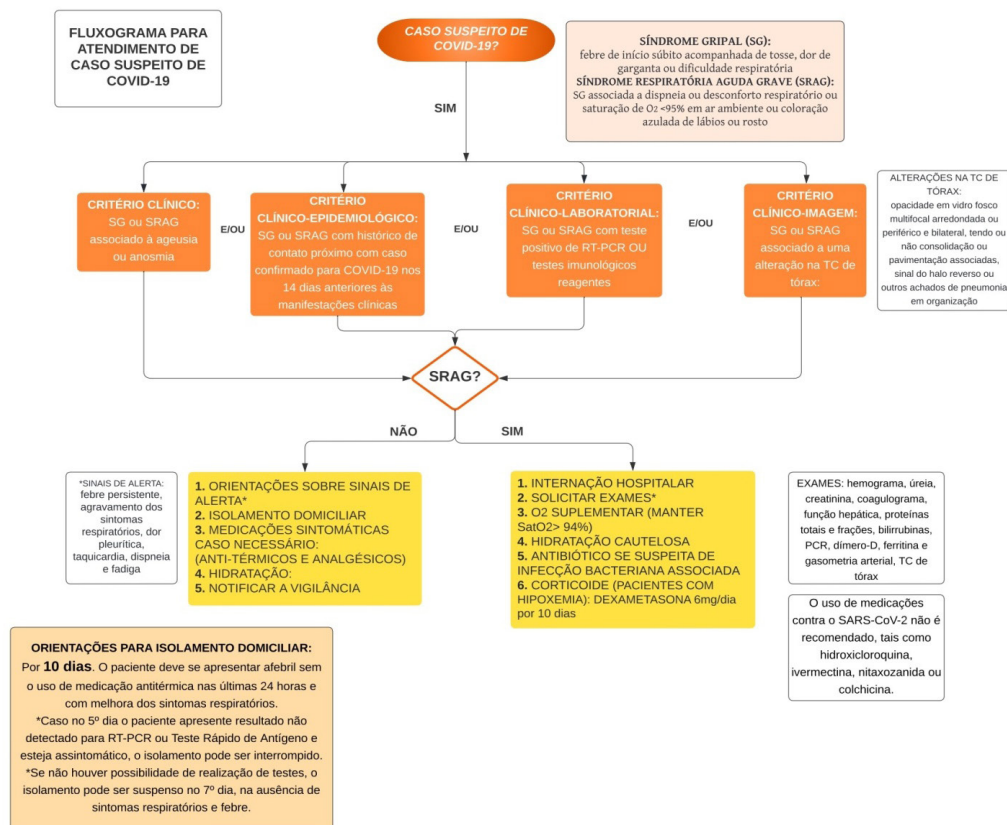 FLUXOGRAMA PARA
ATENDIMENTO DE
CASO SUSPEITO DE
COVID-19
CASO SUSPEITO DE
COVID-19?
SÍNDROME GRIPAL (SG):
febre de início súbito acompanhada de tosse, dor de
garganta ou dificuldade respiratória
SÍNDROME RESPIRATÓRIA AGUDA GRAVE (SRAG):
SG associada a dispneia ou desconforto respiratório ou
saturação de O2 <95% em ar ambiente ou coloração
azulada de lábios ou rosto
SIM
CRITÉRIO CLÍNICO:
SG ou SRAG
associado à ageusia
ou anosmia
E/OU
CRITÉRIO
CLÍNICO-EPIDEMIOLÓGICO:
SG ou SRAG com histórico de
contato próximo com caso
confirmado para COVID-19 nos
14 dias anteriores às
manifestações clínicas
E/OU
CRITÉRIO
CLÍNICO-LABORATORIAL:
SG ou SRAG com teste
positivo de RT-PCR OU
testes imunológicos
reagentes
E/OU
CRITÉRIO
CLÍNICO-IMAGEM:
SG ou SRAG
associado a uma
alteração na TC de
tórax:
ALTERAÇÕES NA TC DE
TÓRAX:
opacidade em vidro fosco
multifocal arredondada ou
periférico e bilateral, tendo ou
não consolidação ou
pavimentação associadas,
sinal do halo reverso ou
outros achados de pneumonia
em organização
SRAG?
NÃO
SIM
*SINAIS DE ALERTA:
febre persistente,
agravamento dos
sintomas
respiratórios, dor
pleurítica,
taquicardia, dispneia
e fadiga
1. ORIENTAÇÕES SOBRE SINAIS DE
ALERTA*
2. ISOLAMENTO DOMICILIAR
3. MEDICAÇÕES SINTOMÁTICAS
CASO NECESSÁRIO:
(ANTI-TÉRMICOS E ANALGÉSICOS)
4. HIDRATAÇÃO:
5. NOTIFICAR A VIGILÂNCIA
1. INTERNAÇÃO HOSPITALAR
2. SOLICITAR EXAMES*
3. O2 SUPLEMENTAR (MANTER
SatO2> 94%)
4. HIDRATAÇÃO CAUTELOSA
5. ANTIBIÓTICO SE SUSPEITA DE
INFECÇÃO BACTERIANA ASSOCIADA
6. CORTICOIDE (PACIENTES COM
HIPOXEMIA): DEXAMETASONA 6mg/dia
por 10 dias
EXAMES: hemograma, úreia,
creatinina, coagulograma,
função hepática, proteínas
totais e frações, bilirrubinas,
PCR, dímero-D, ferritina e
gasometria arterial, TC de
tórax
O uso de medicações
contra o SARS-CoV-2 não é
recomendado, tais como
hidroxicloroquina,
ivermectina, nitaxozanida ou
colchicina.
ORIENTAÇÕES PARA ISOLAMENTO DOMICILIAR:
Por 10 dias. O paciente deve se apresentar afebril sem
o uso de medicação antitérmica nas últimas 24 horas e
com melhora dos sintomas respiratórios.
*Caso no 5º dia o paciente apresente resultado não
detectado para RT-PCR ou Teste Rápido de Antígeno e
esteja assintomático, o isolamento pode ser interrompido.
*Se não houver possibilidade de realização de testes, o
isolamento pode ser suspenso no 7º dia, na ausência de
sintomas respiratórios e febre.